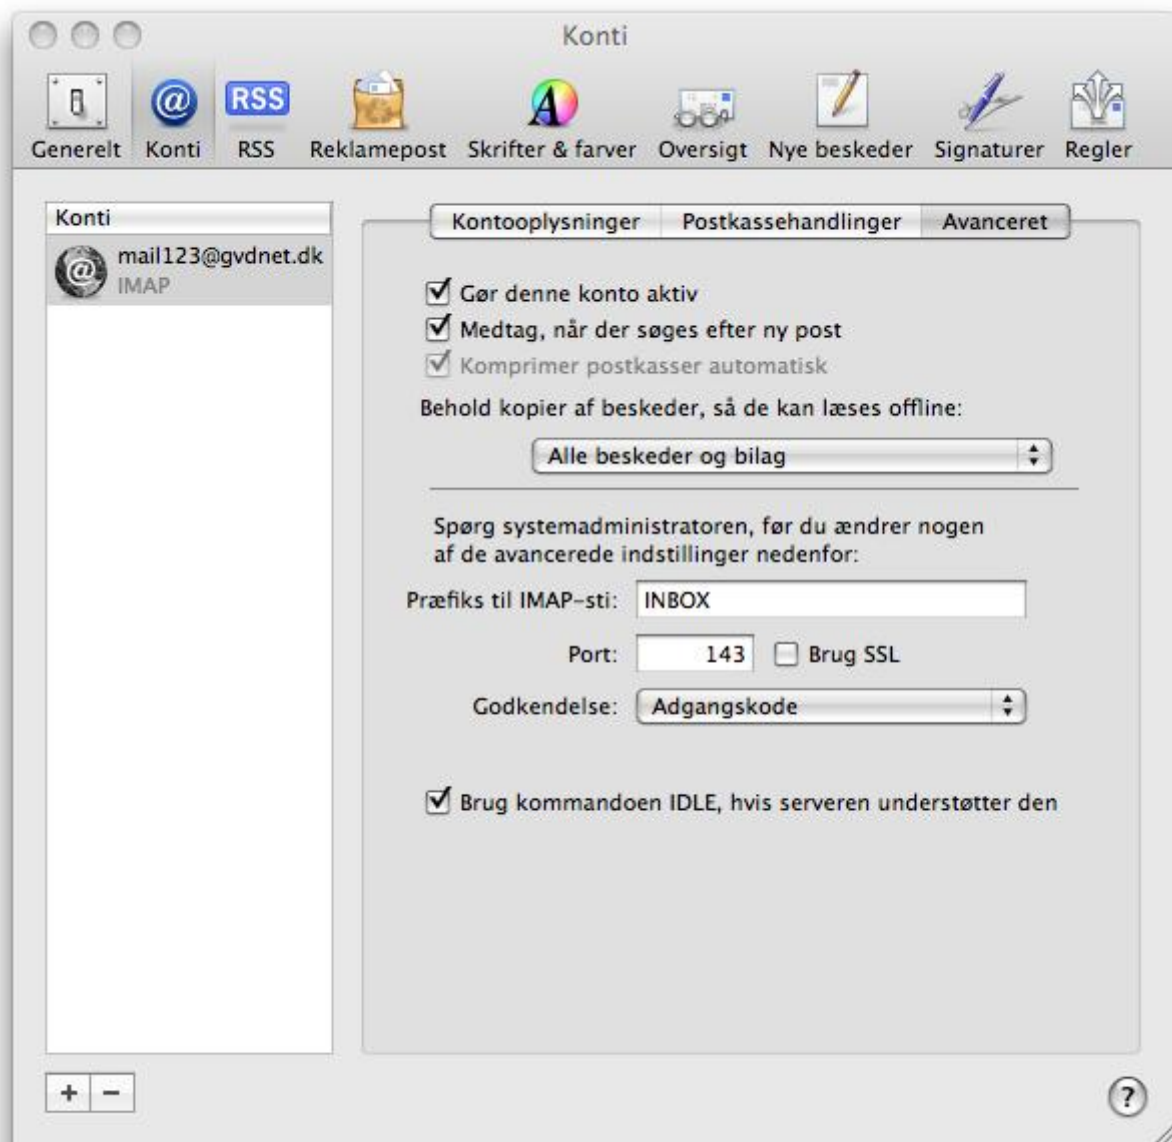 Konti
RSS
Generelt Konti RSS Reklamepost Skrifter & farver Oversigt Nye beskeder Signaturer Regler
Konti
mail123@gvdnet.dk
IMAP
Kontooplysninger Postkassehandlinger Avanceret
Gør denne konto aktiv
Medtag, når der søges efter ny post
Komprimer postkasser automatisk
Behold kopier af beskeder, så de kan læses offline:
Alle beskeder og bilag
Spørg systemadministratoren, før du ændrer nogen
af de avancerede indstillinger nedenfor:
Præfiks til IMAP-sti: INBOX
Port: 143 Brug SSL
Godkendelse: Adgangskode
Brug kommandoen IDLE, hvis serveren understøtter den